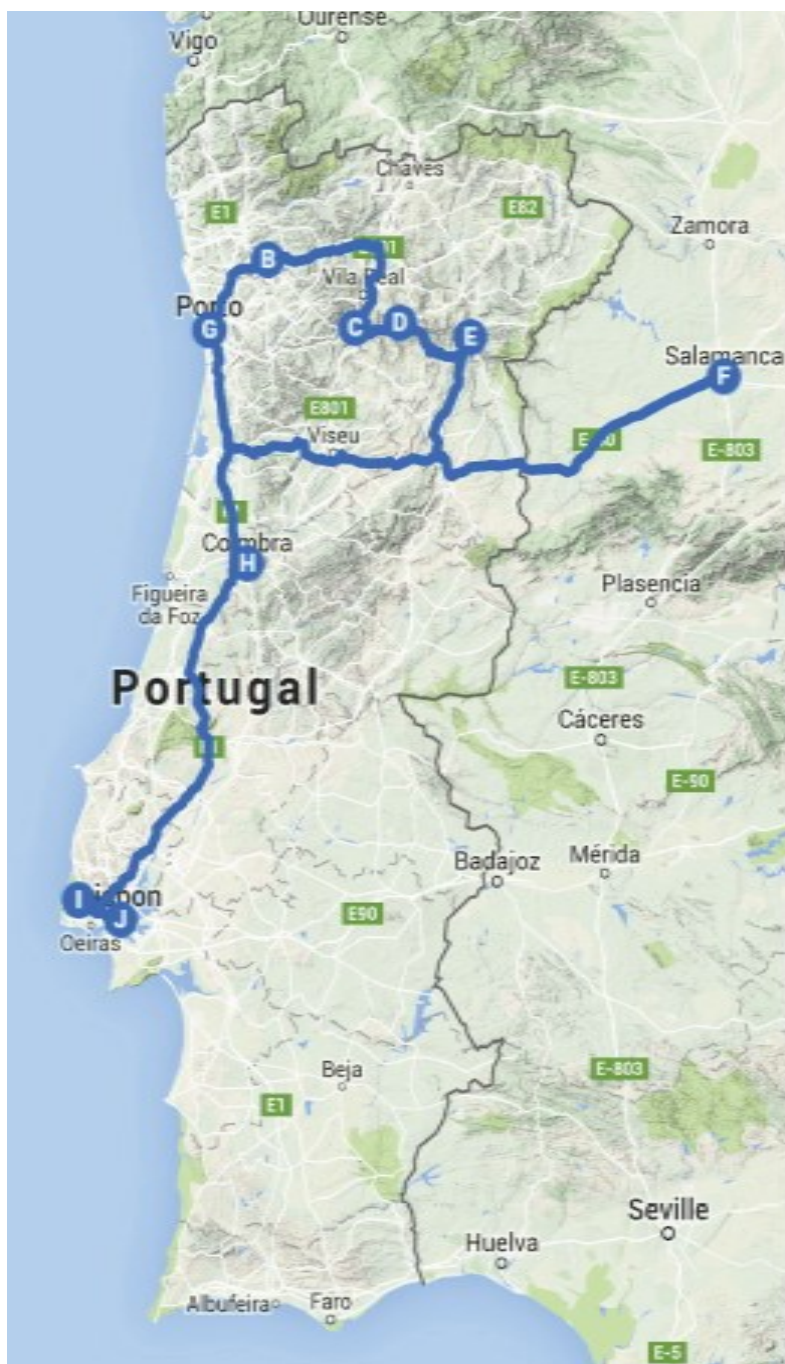 Ourense
Vigo
Chaves
E1
E82
Zamora
B
Vila Real
Porto
G
C
D
E
Salamanca
F
E801
Viseu
E-803
Coimbra
H
Figueira
da Foz
Plasencia
Portugal
E-803
Cáceres
E-90
Badajoz
Mérida
I
J
Oeiras
E90
E-803
Beja
E1
Seville
Huelva
Albufeira
Faro
E-5